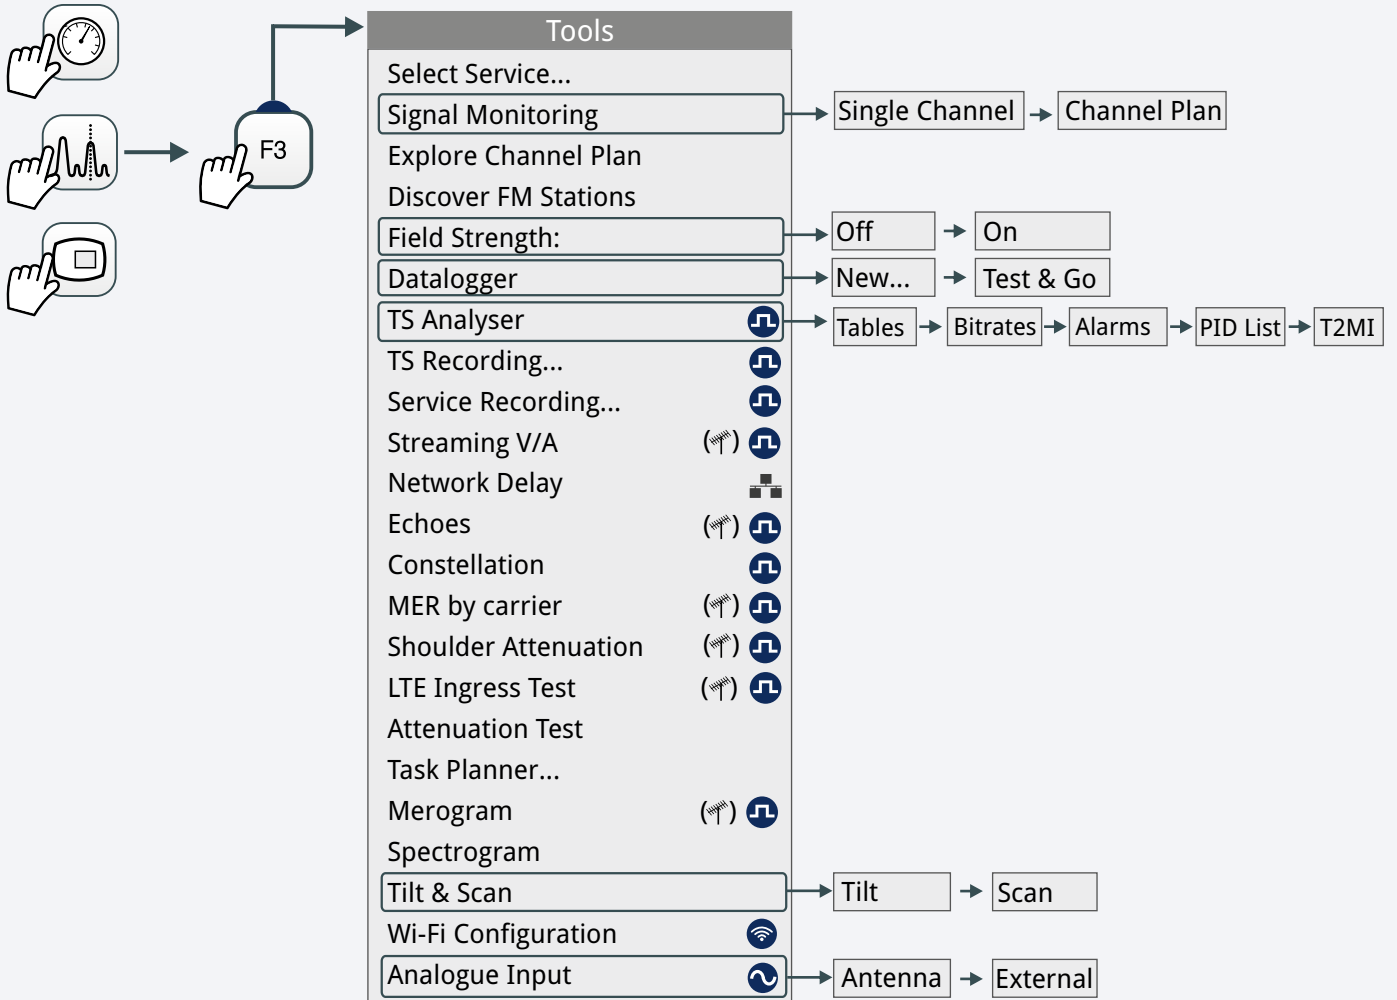 Tools
F3
Select Service...
Signal Monitoring
Single Channel
Channel Plan
Explore Channel Plan
Discover FM Stations
Field Strength:
Off
On
Datalogger
New...
Test & Go
TS Analyser
Tables
Bitrates
Alarms
PID List
T2MI
TS Recording...
Service Recording...
Streaming V/A
Network Delay
Echoes
Constellation
MER by carrier
Shoulder Attenuation
LTE Ingress Test
Attenuation Test
Task Planner...
Merogram
Spectrogram
Tilt & Scan
Tilt
Scan
Wi-Fi Configuration
Analogue Input
Antenna
External